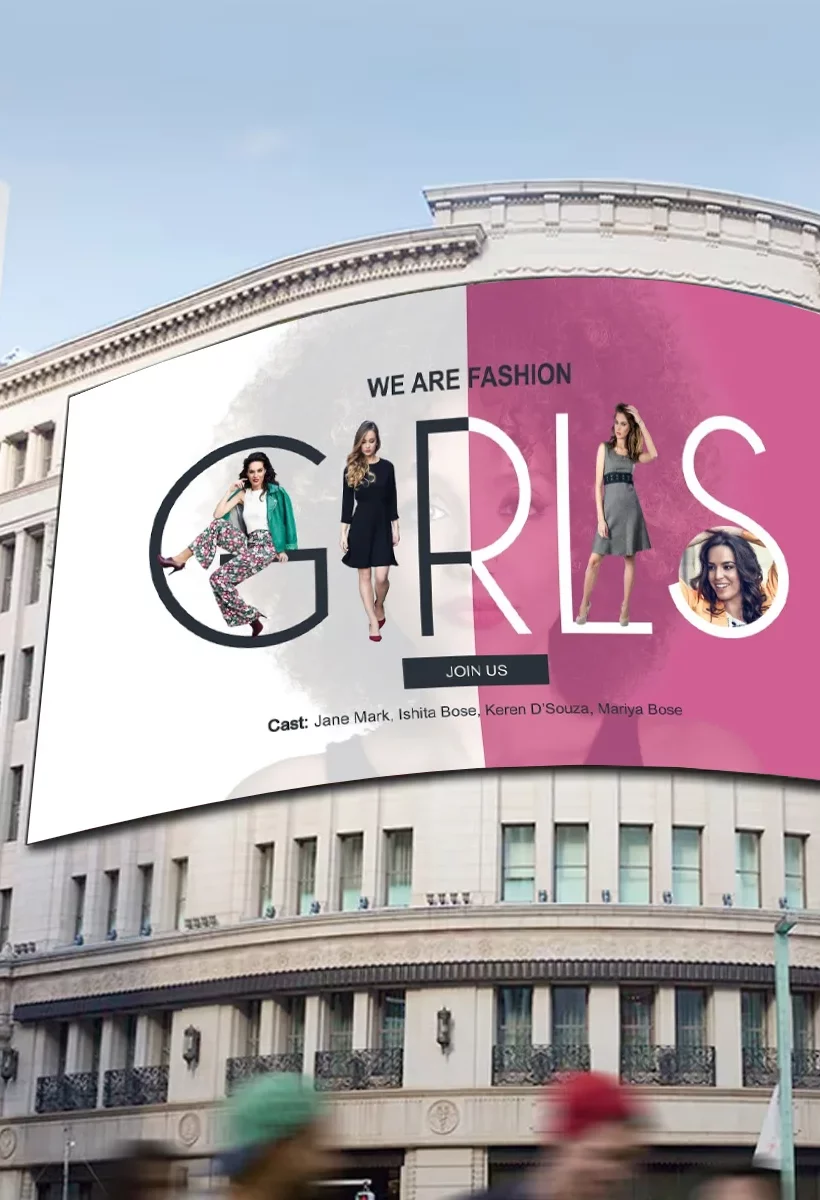 WE ARE FASHION
GIRLS
JOIN US
Cast: Jane Mark, Ishita Bose, Keren D'Souza, Mariya Bose